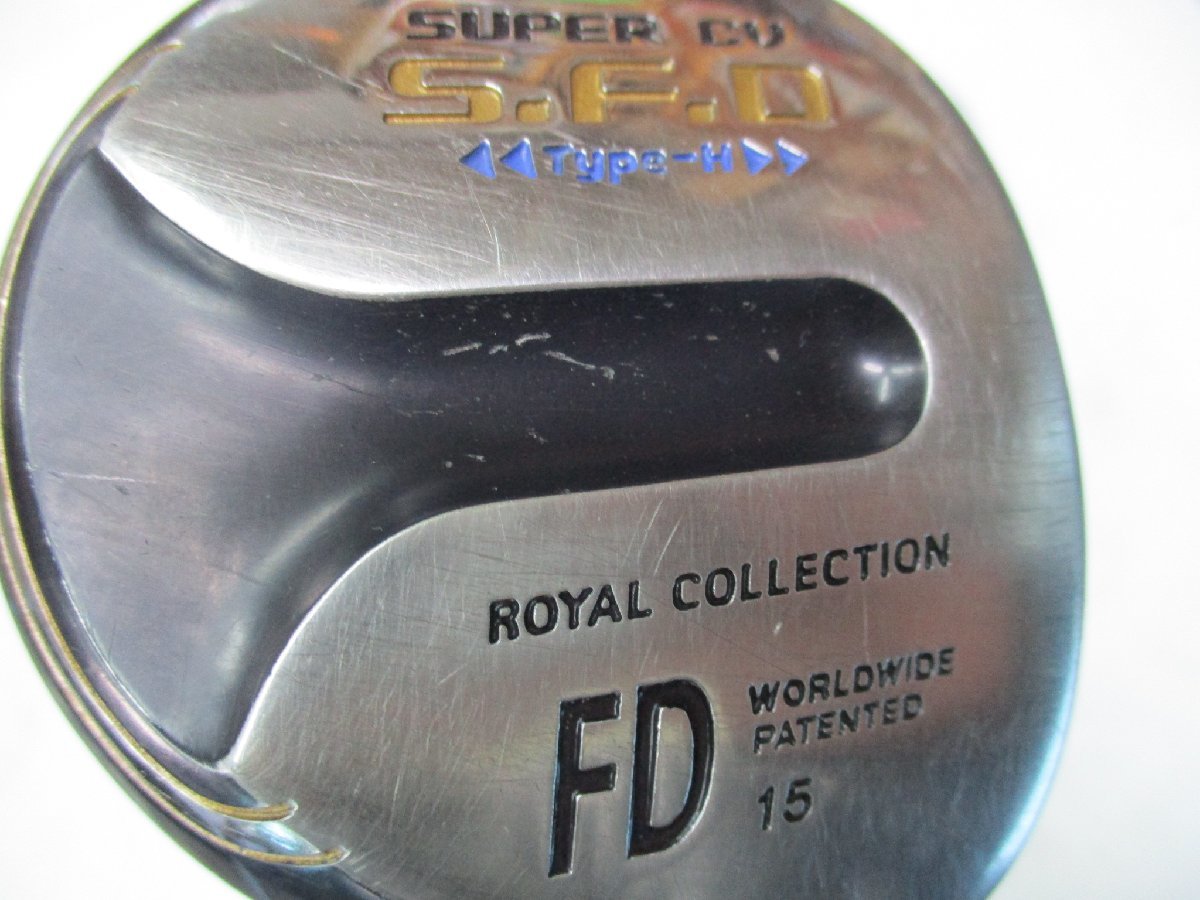 SUPER CV
S.F.D
Type-H
ROYAL COLLECTION
FD
WORLDWIDE
PATENTED
15